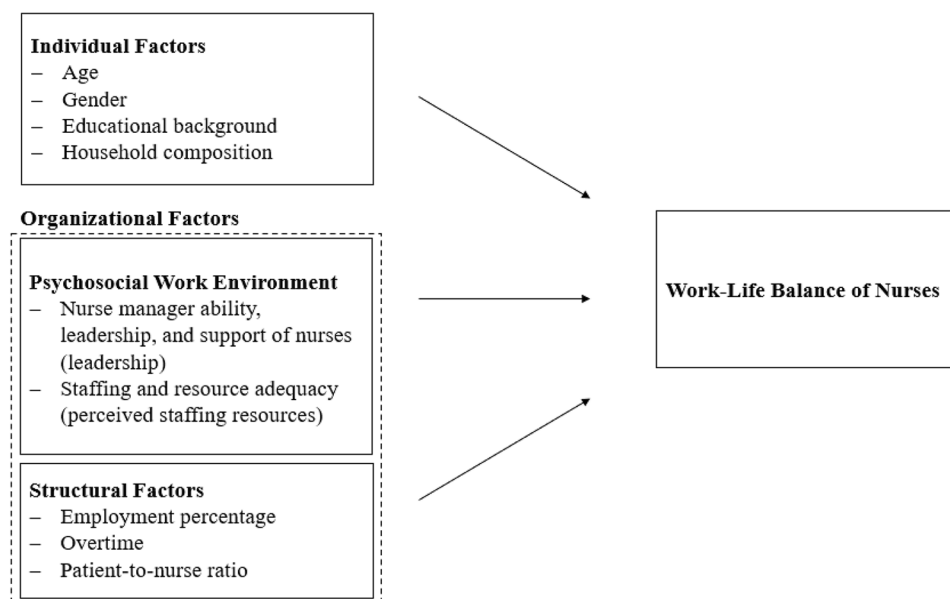 Individual Factors
– Age
– Gender
– Educational background
– Household composition
Organizational Factors
Psychosocial Work Environment
– Nurse manager ability,
leadership, and support of nurses
(leadership)
– Staffing and resource adequacy
(perceived staffing resources)
Structural Factors
– Employment percentage
– Overtime
– Patient-to-nurse ratio
Work-Life Balance of Nurses